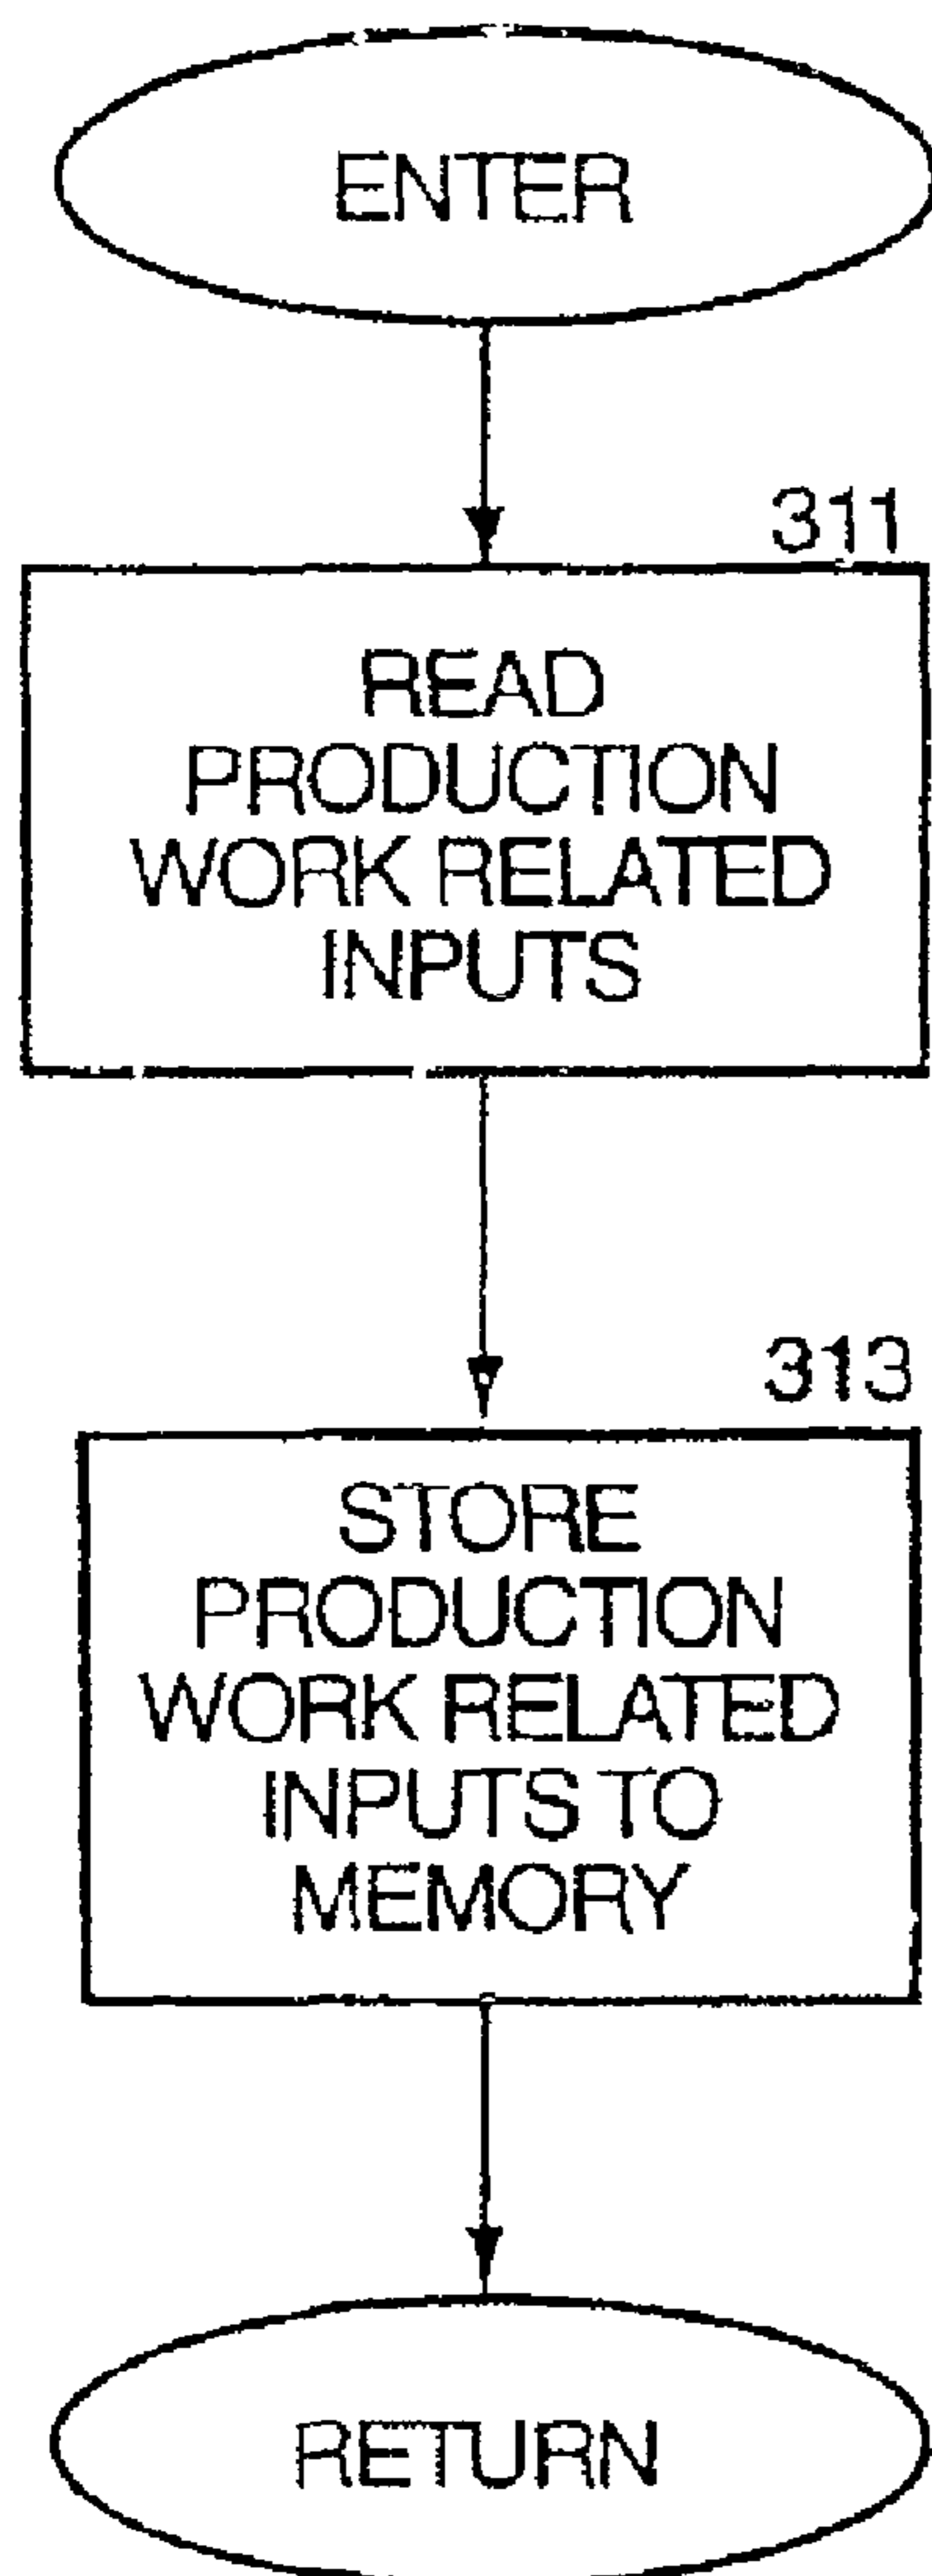 ENTER
311
READ
PRODUCTION
WORK RELATED
INPUTS
313
STORE
PRODUCTION
WORK RELATED
INPUTS TO
MEMORY
RETURN